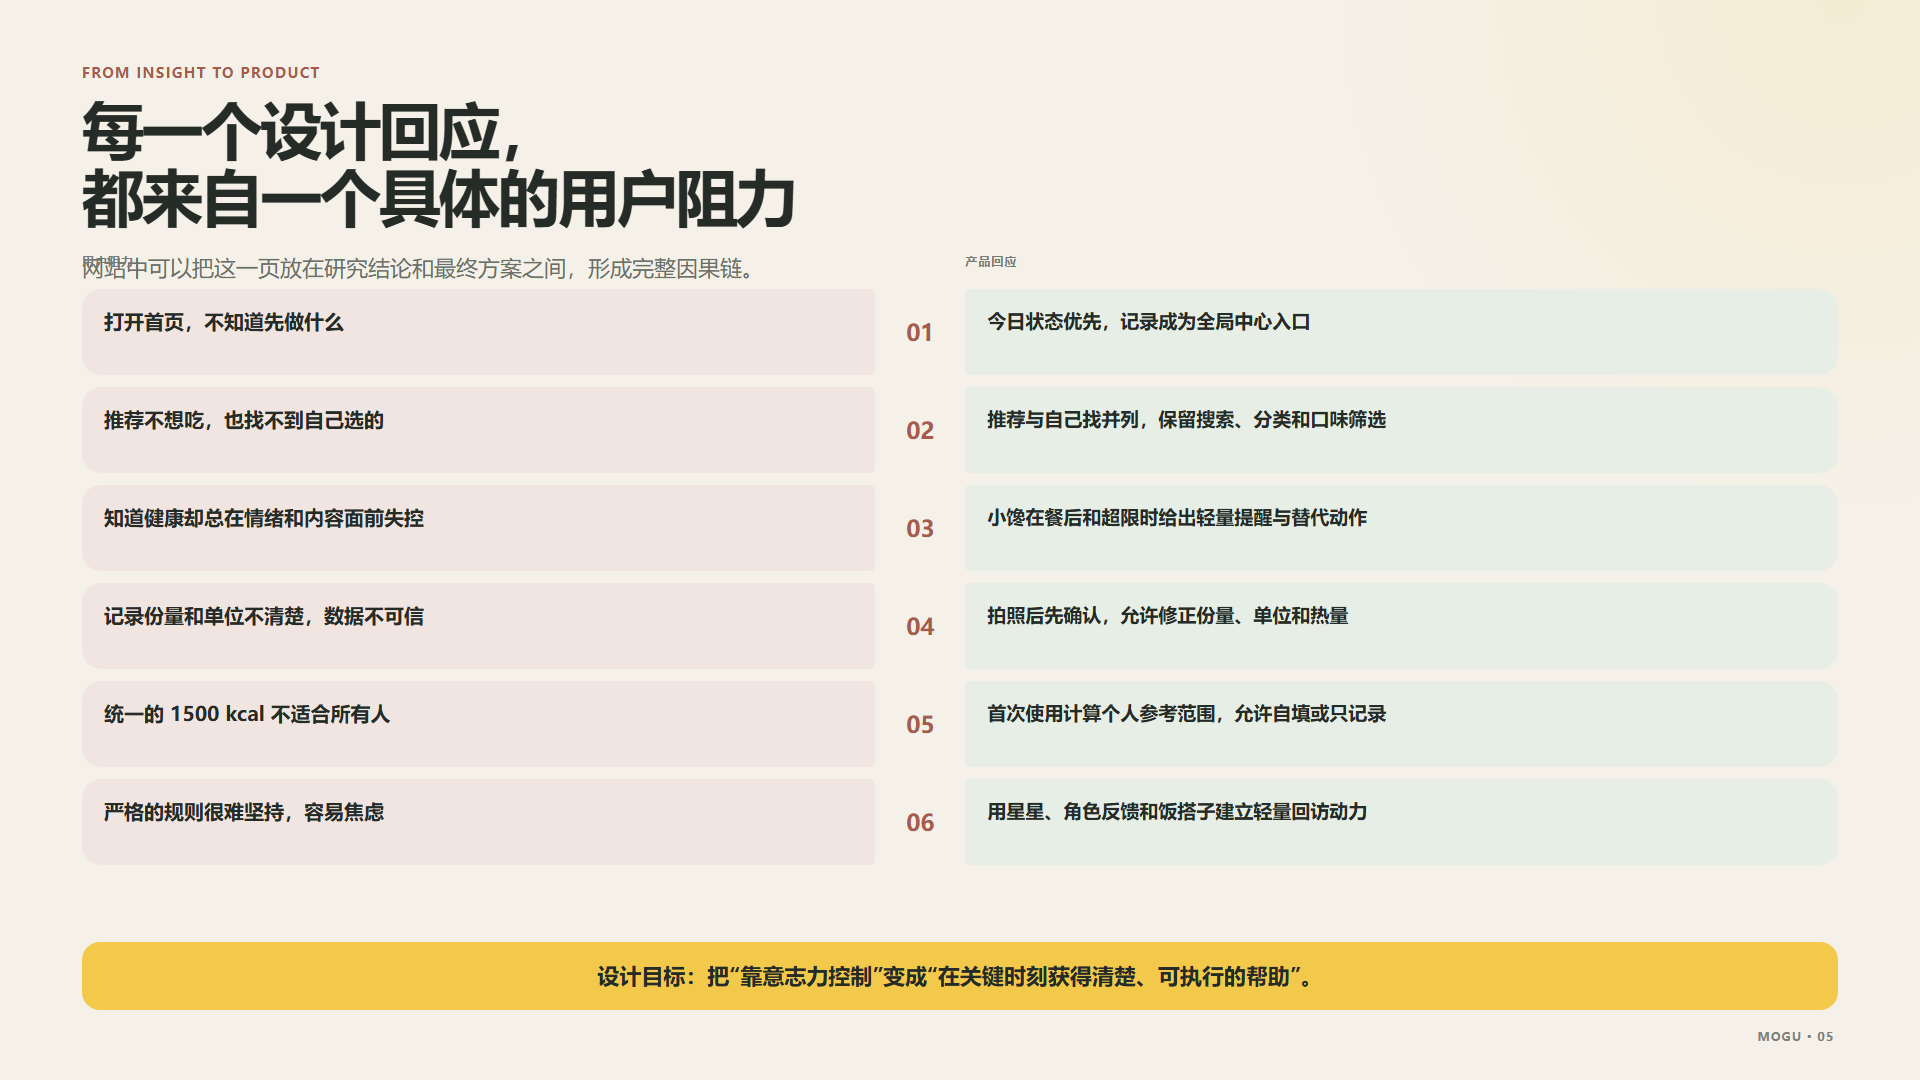 FROM INSIGHT TO PRODUCT
每一个设计回应，
都来自一个具体的用户阻力
网站中可以把这一页放在研究结论和最终方案之间，形成完整因果链。
产品回应
打开首页，不知道先做什么
01
今日状态优先，记录成为全局中心入口
推荐不想吃，也找不到自己选的
02
推荐与自己找并列，保留搜索、分类和口味筛选
知道健康却总在情绪和内容面前失控
03
小馋在餐后和超限时给出轻量提醒与替代动作
记录份量和单位不清楚，数据不可信
04
拍照后先确认，允许修正份量、单位和热量
统一的 1500 kcal 不适合所有人
05
首次使用计算个人参考范围，允许自填或只记录
严格的规则很难坚持，容易焦虑
06
用星星、角色反馈和饭搭子建立轻量回访动力
设计目标：把“靠意志力控制”变成“在关键时刻获得清楚、可执行的帮助”。
MOGU • 05